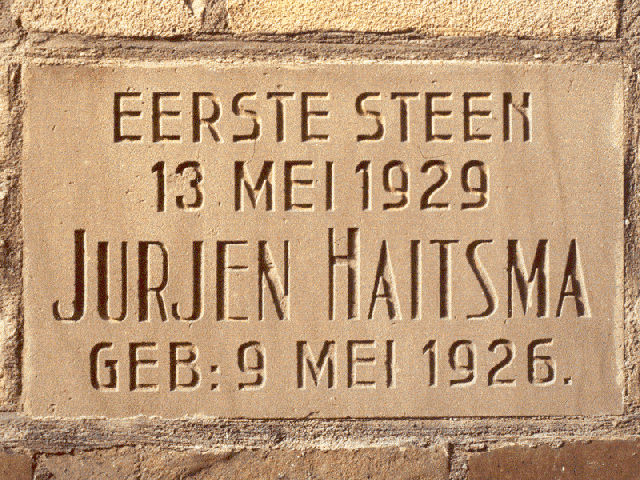 EERSTE STEEN
13 MEI 1929
JURJEN HAITSMA
GEB: 9 MEI 1926.